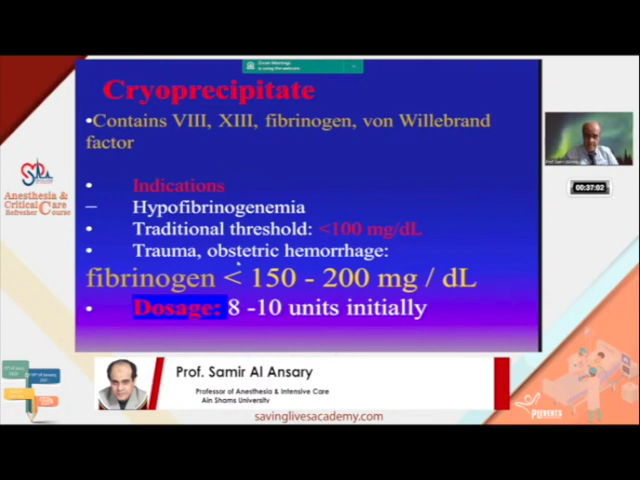 Cryoprecipitate
•Contains VIII, XIII, fibrinogen, von Willebrand
factor
• Indications
– Hypofibrinogenemia
• Traditional threshold: <100 mg/dL
• Trauma, obstetric hemorrhage:
fibrinogen < 150 - 200 mg / dL
• Dosage: 8 -10 units initially
Anesthesia &
Critical Care
Refresher Course
00:37:02
Prof. Samir Al Ansary
Professor of Anesthesia & Intensive Care
Ain Shams University
savinglivesacademy.com